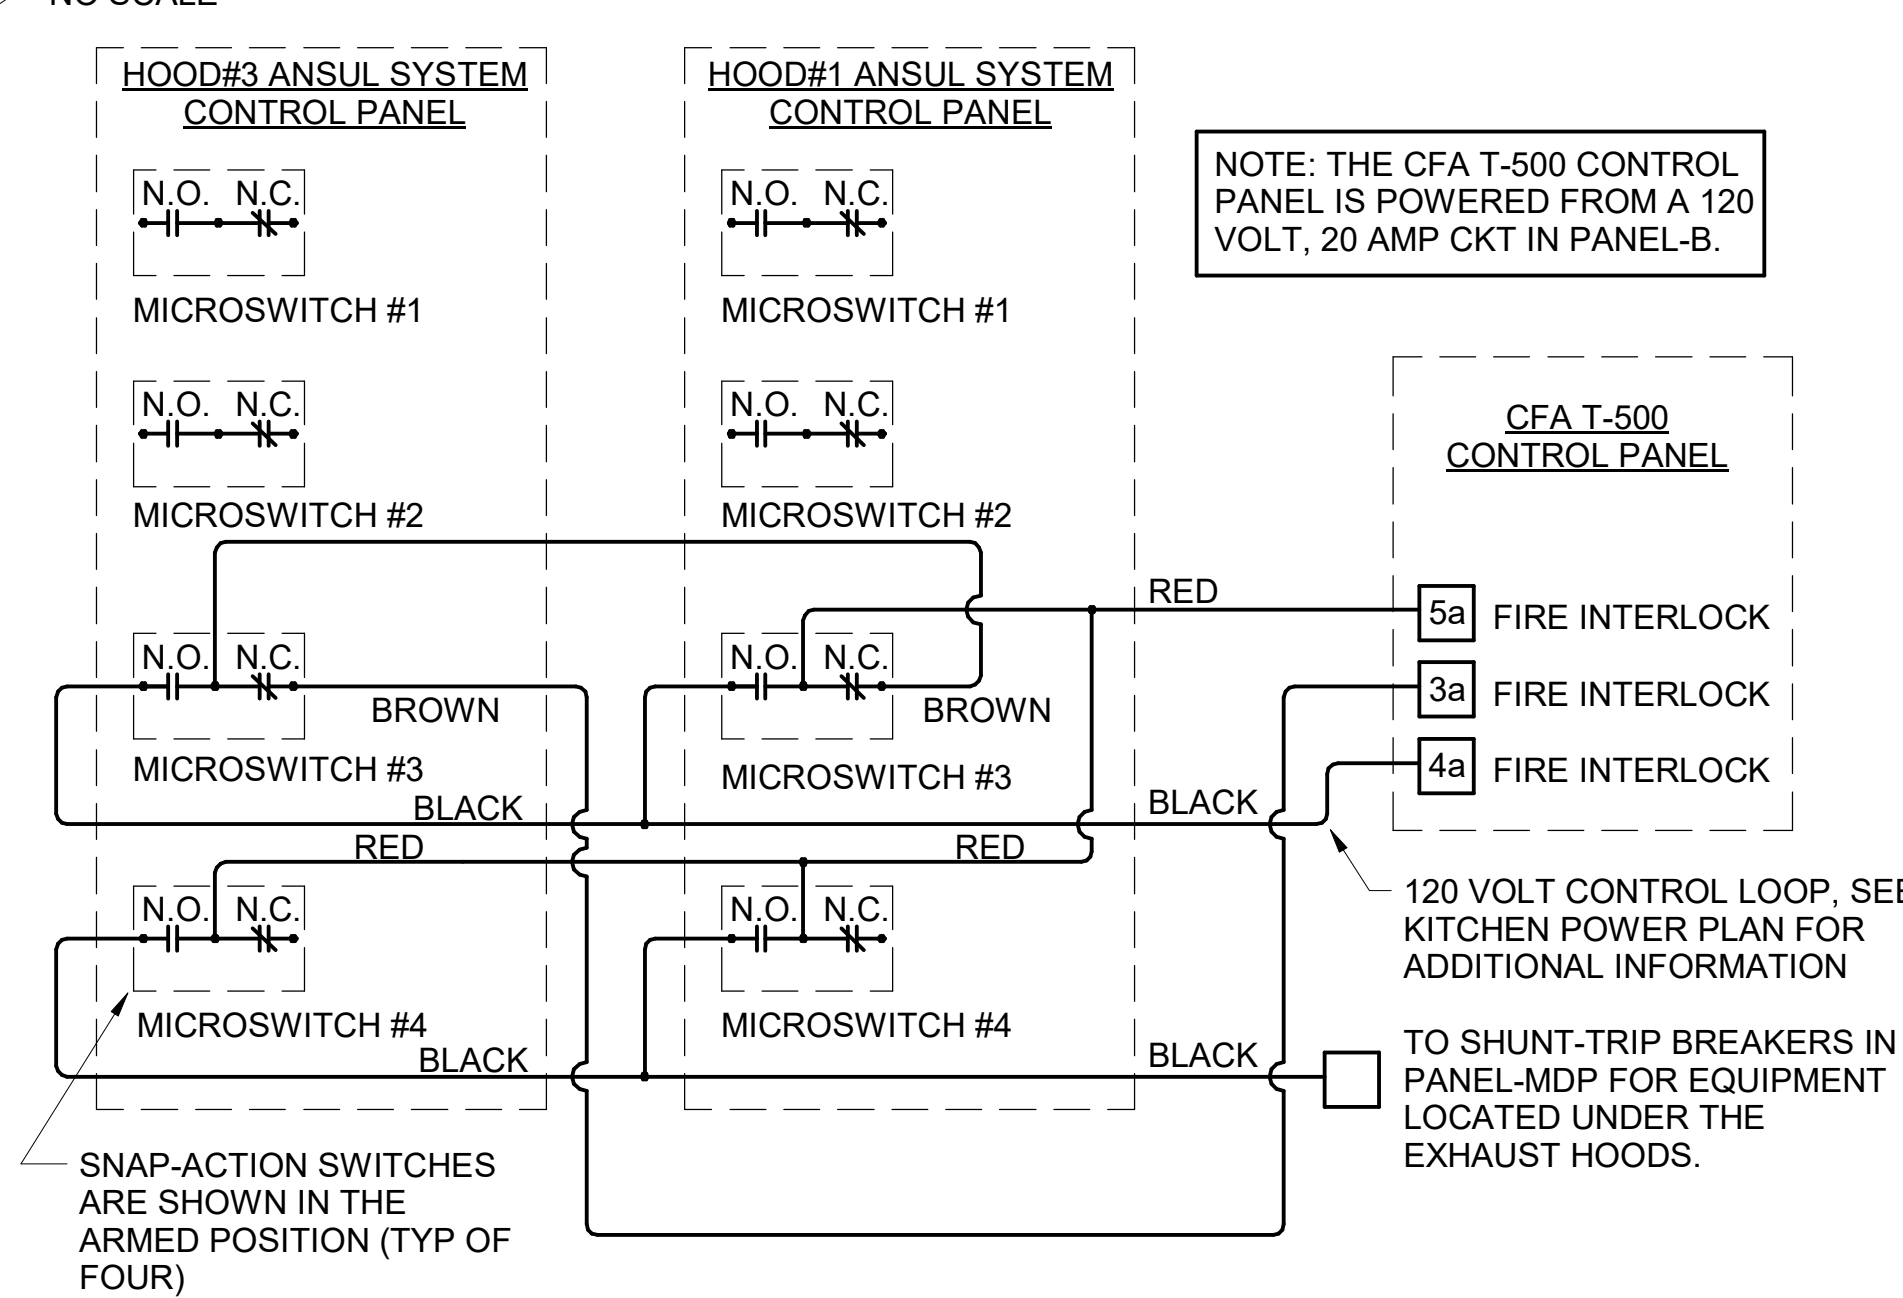 NO SCALE
HOOD#3 ANSUL SYSTEM
CONTROL PANEL
N.O. N.C.
MICROSWITCH #1
N.O. N.C.
MICROSWITCH #2
N.O. N.C.
BROWN
MICROSWITCH #3
BLACK
RED
N.O. N.C.
MICROSWITCH #4
BLACK
SNAP-ACTION SWITCHES
ARE SHOWN IN THE
ARMED POSITION (TYP OF
FOUR)
HOOD#1 ANSUL SYSTEM
CONTROL PANEL
N.O. N.C.
MICROSWITCH #1
N.O. N.C.
MICROSWITCH #2
N.O. N.C.
BROWN
MICROSWITCH #3
RED
N.O. N.C.
MICROSWITCH #4
NOTE: THE CFA T-500 CONTROL
PANEL IS POWERED FROM A 120
VOLT, 20 AMP CKT IN PANEL-B.
CFA T-500
CONTROL PANEL
RED
5a FIRE INTERLOCK
3a FIRE INTERLOCK
BLACK
4a FIRE INTERLOCK
120 VOLT CONTROL LOOP, SEE
KITCHEN POWER PLAN FOR
ADDITIONAL INFORMATION
BLACK
TO SHUNT-TRIP BREAKERS IN
PANEL-MDP FOR EQUIPMENT
LOCATED UNDER THE
EXHAUST HOODS.